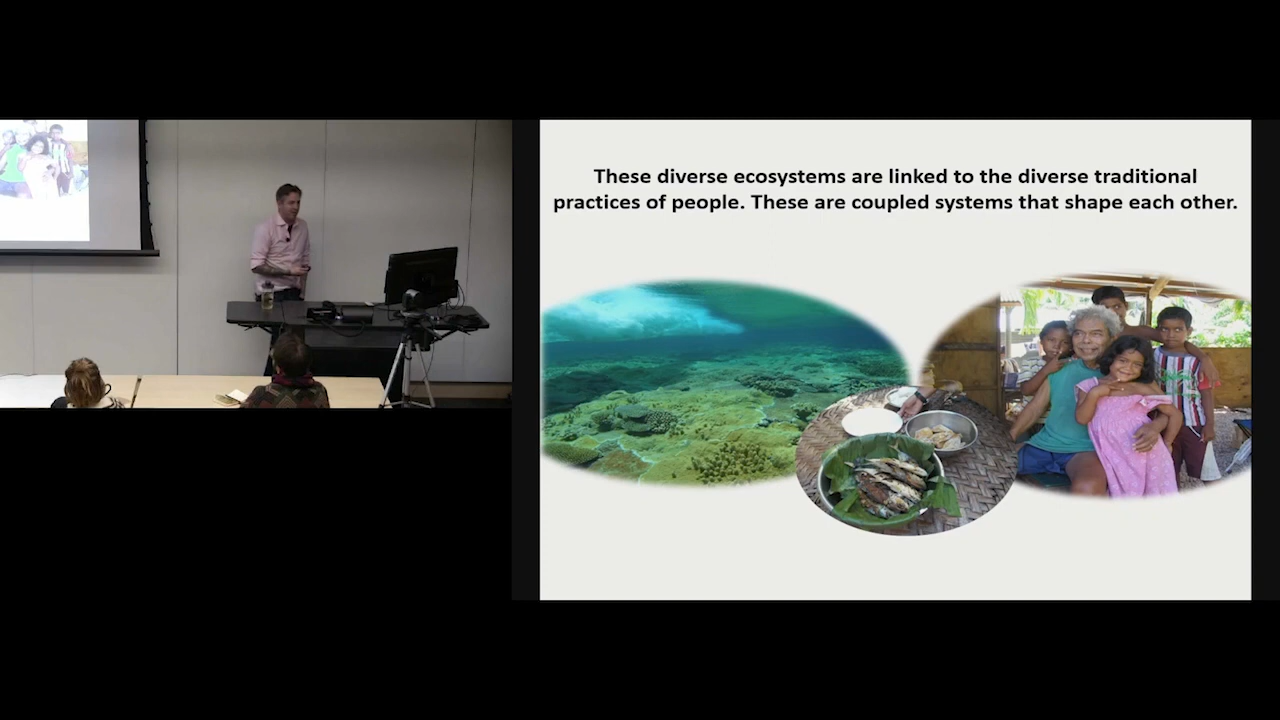 These diverse ecosystems are linked to the diverse traditional
practices of people. These are coupled systems that shape each other.